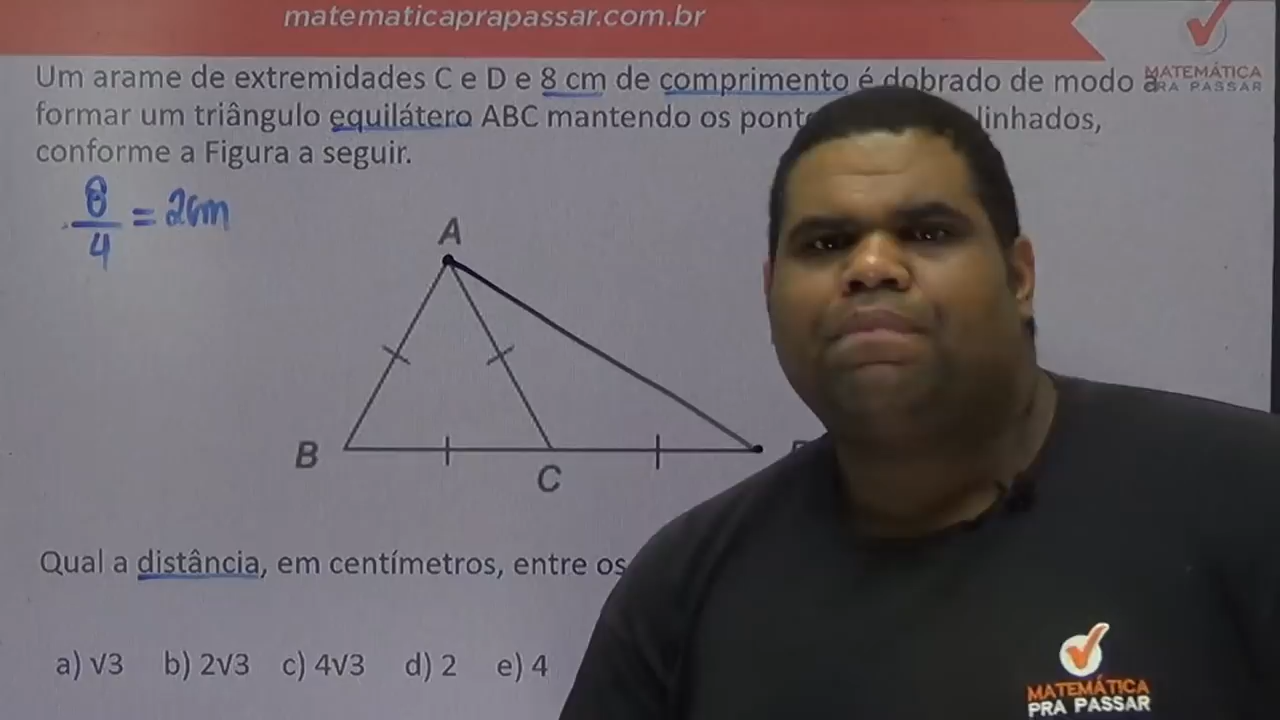 matematicaprapassar.com.br
MATEMÁTICA
PRA PASSAR
Um arame de extremidades C e D e 8 cm de comprimento é dobrado de modo a
formar um triângulo equilátero ABC mantendo os
conforme a Figura a seguir.
8
4
= 2cm
A
B
C
Qual a distância, em centímetros, entre os
a) √3 b) 2√3 c) 4√3 d) 2 e) 4
MATEMÁTICA
PRA PASSAR